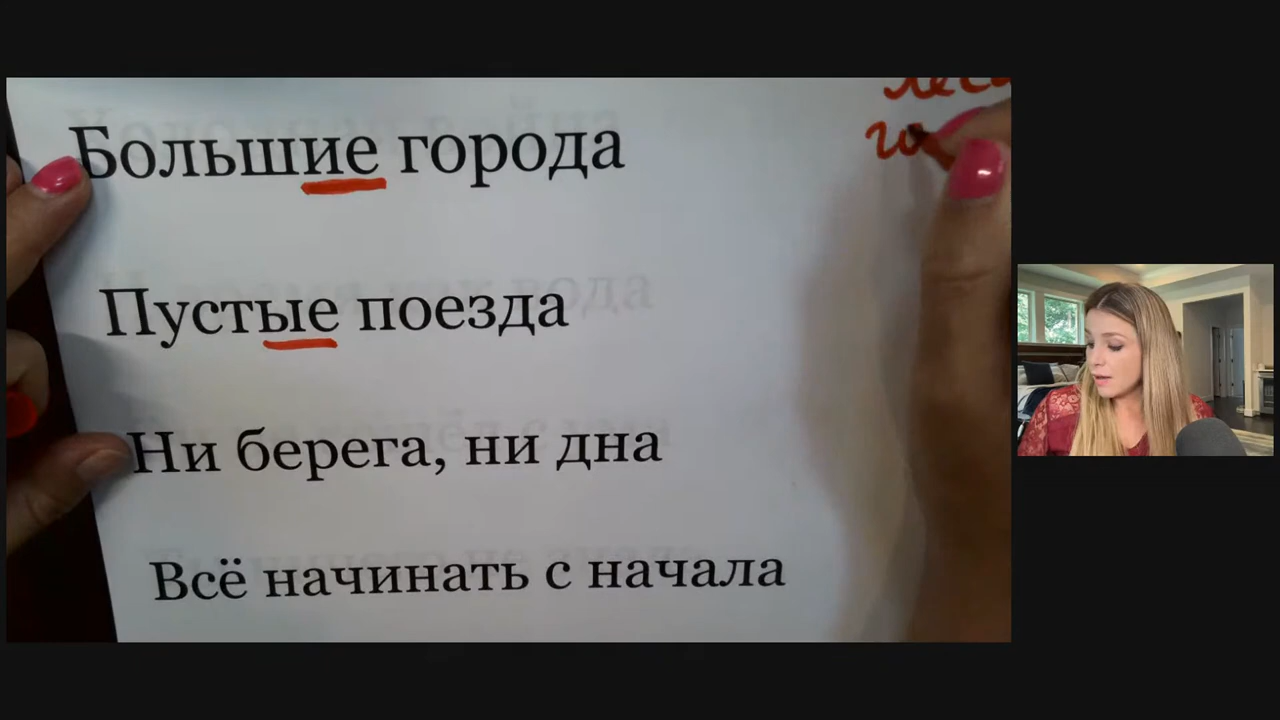 Большие города
Пустые поезда
Ни берега, ни дна
Всё начинать с начала